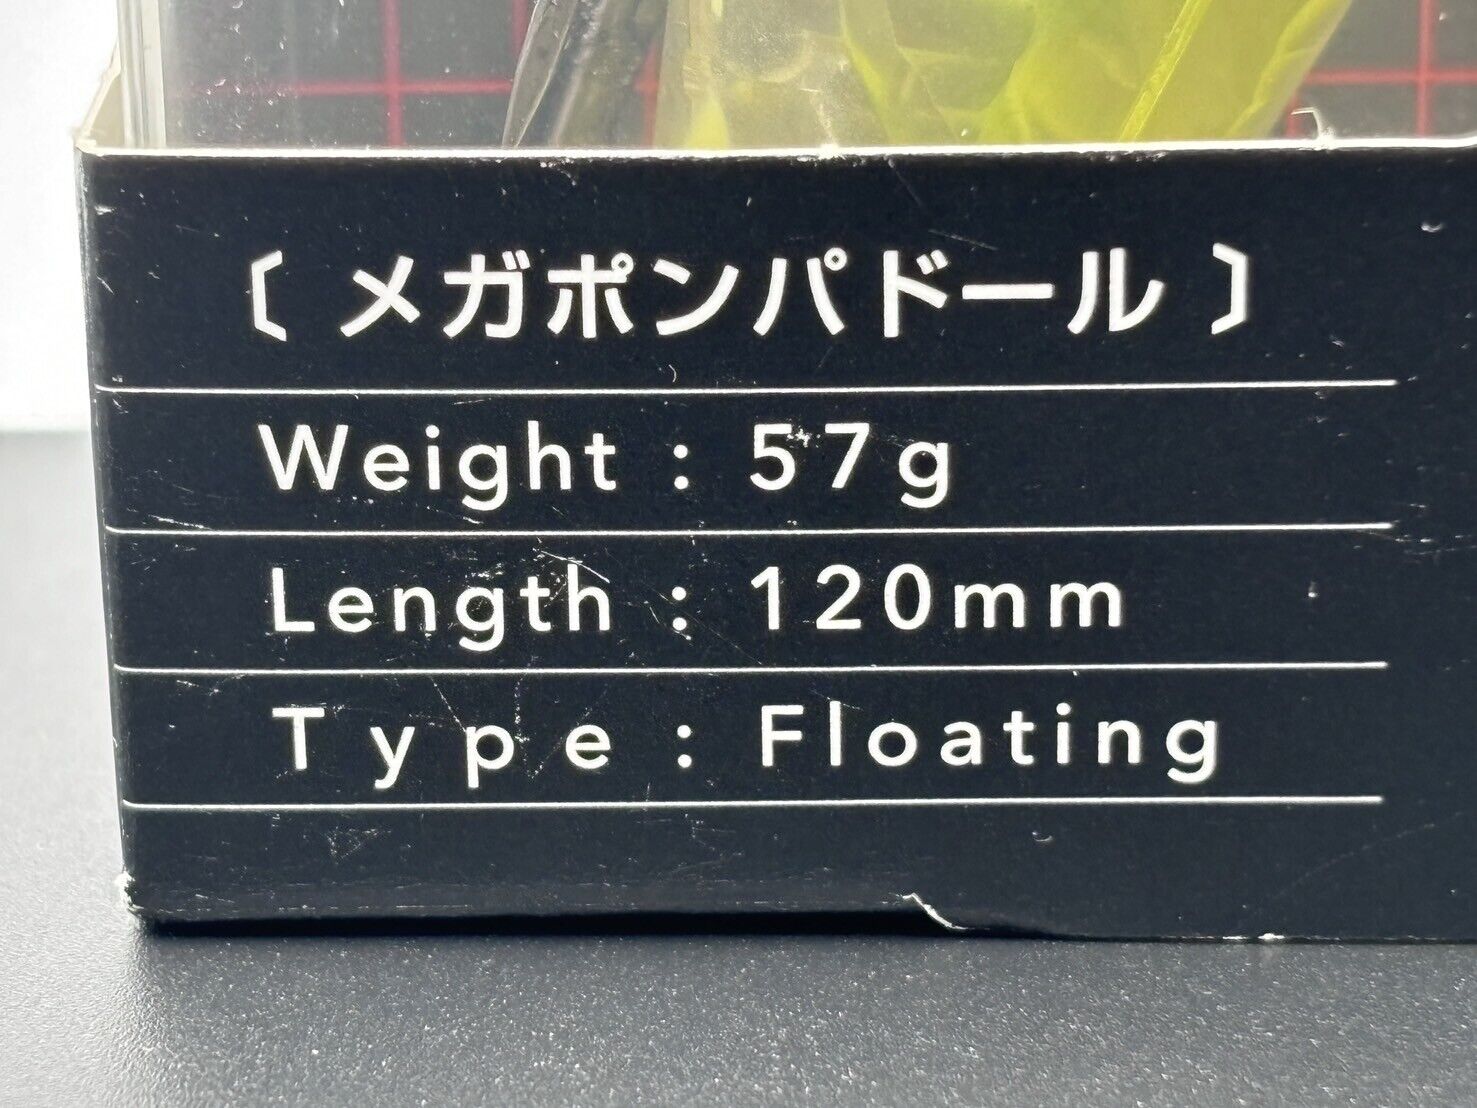 〔 メガポンパドール 〕
Weight : 57g
Length : 120mm
Type : Floating